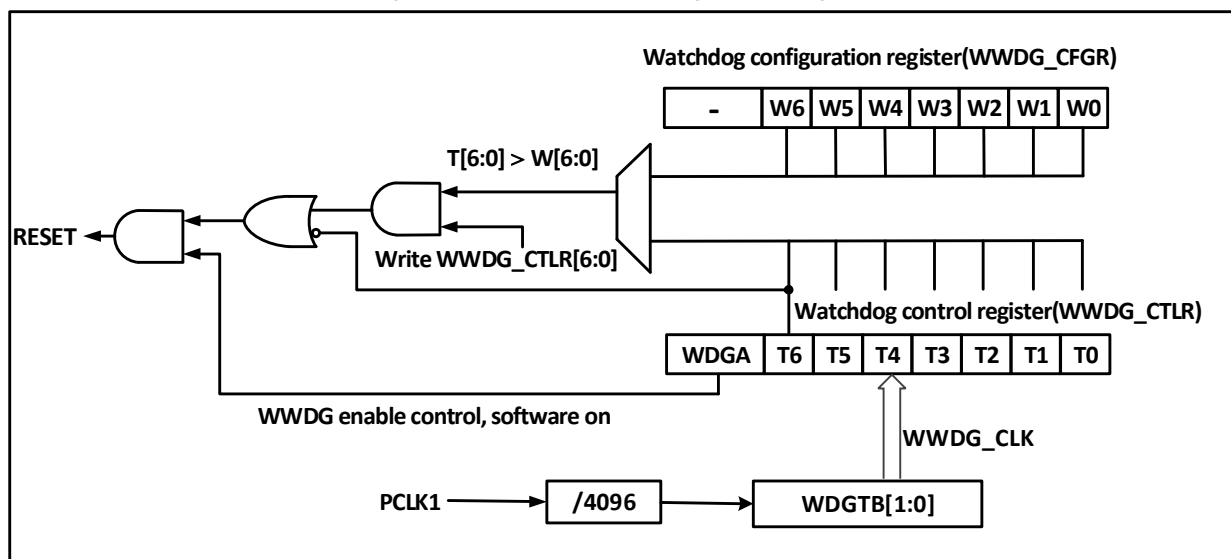 Watchdog configuration register(WWDG_CFGR)
- W6 W5 W4 W3 W2 W1 W0
T[6:0] > W[6:0]
RESET
Write WWDG_CTLR[6:0]
Watchdog control register(WWDG_CTLR)
WDGA T6 T5 T4 T3 T2 T1 T0
WWDG enable control, software on
WWDG_CLK
PCLK1 /4096 WDGTB[1:0]